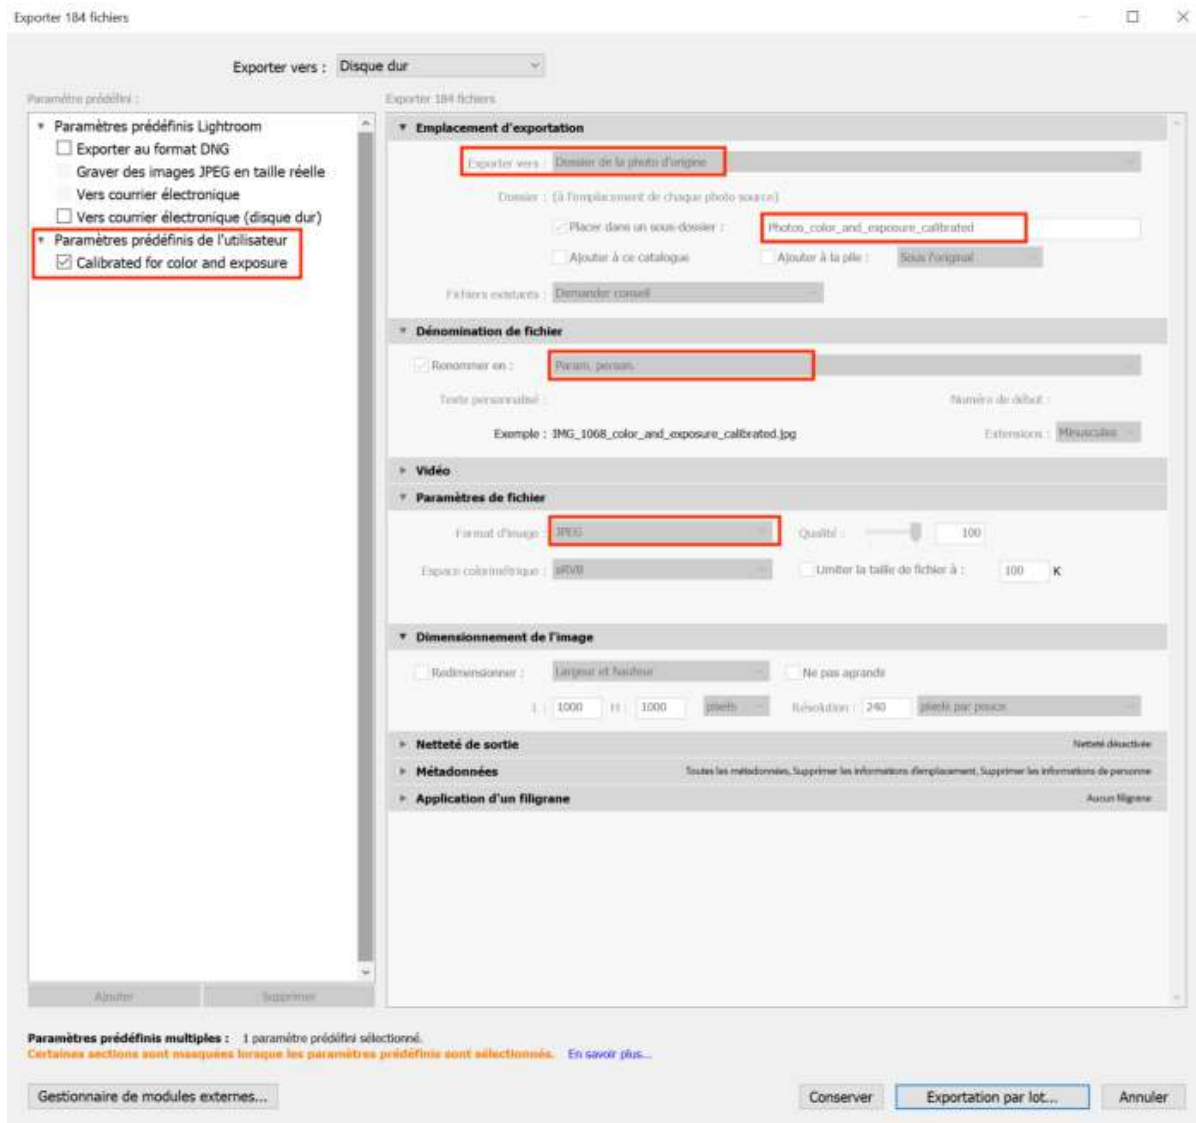 Exporter 184 fichiers
Exporter vers : Disque dur
Paramètre prédéfini :
Paramètres prédéfinis Lightroom
Exporter au format DNG
Graver des images JPEG en taille réelle
Vers courrier électronique
Vers courrier électronique (disque dur)
Paramètres prédéfinis de l'utilisateur
Calibrated for color and exposure
Ajouter Supprimer
Exporter 184 fichiers
Emplacement d'exportation
Exporter vers : Dossier de la photo d'origine
Dossier : (à l'emplacement de chaque photo source)
Placer dans un sous-dossier : Photos_color_and_exposure_calibrated
Ajouter à ce catalogue Ajouter à la pile : Sous l'original
Fichiers existants : Demander conseil
Dénomination de fichier
Renommer en : Param. person.
Texte personnalisé : Numéro de début :
Exemple : IMG_1068_color_and_exposure_calibrated.jpg Extensions : Minuscules
Vidéo
Paramètres de fichier
Format d'image : JPEG Qualité : 100
Espace colorimétrique : sRVB Limiter la taille de fichier à : 100 K
Dimensionnement de l'image
Redimensionner : Largeur et hauteur Ne pas agrandir
L : 1000 H : 1000 pixels Résolution : 240 pixels par pouce
Netteté de sortie Netteté désactivée
Métadonnées Toutes les métadonnées, Supprimer les informations d'emplacement, Supprimer les informations de personne
Application d'un filigrane Aucun filigrane
Paramètres prédéfinis multiples : 1 paramètre prédéfini sélectionné.
Certaines sections sont masquées lorsque les paramètres prédéfinis sont sélectionnés. En savoir plus...
Gestionnaire de modules externes... Conserver Exportation par lot... Annuler